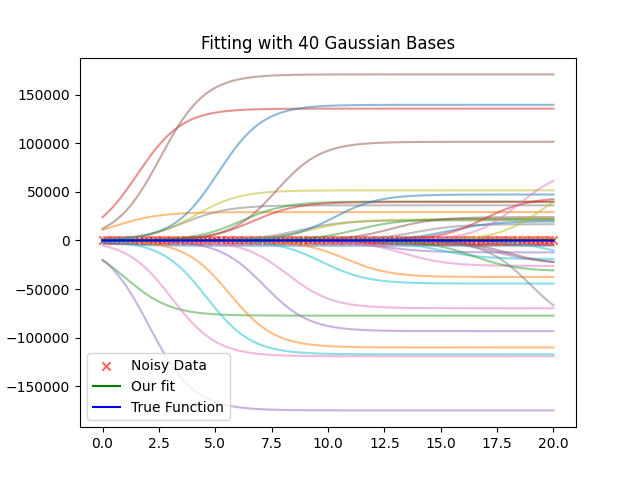 Fitting with 40 Gaussian Bases
150000
100000
50000
0
−50000
−100000
−150000
Noisy Data
Our fit
True Function
0.0 2.5 5.0 7.5 10.0 12.5 15.0 17.5 20.0